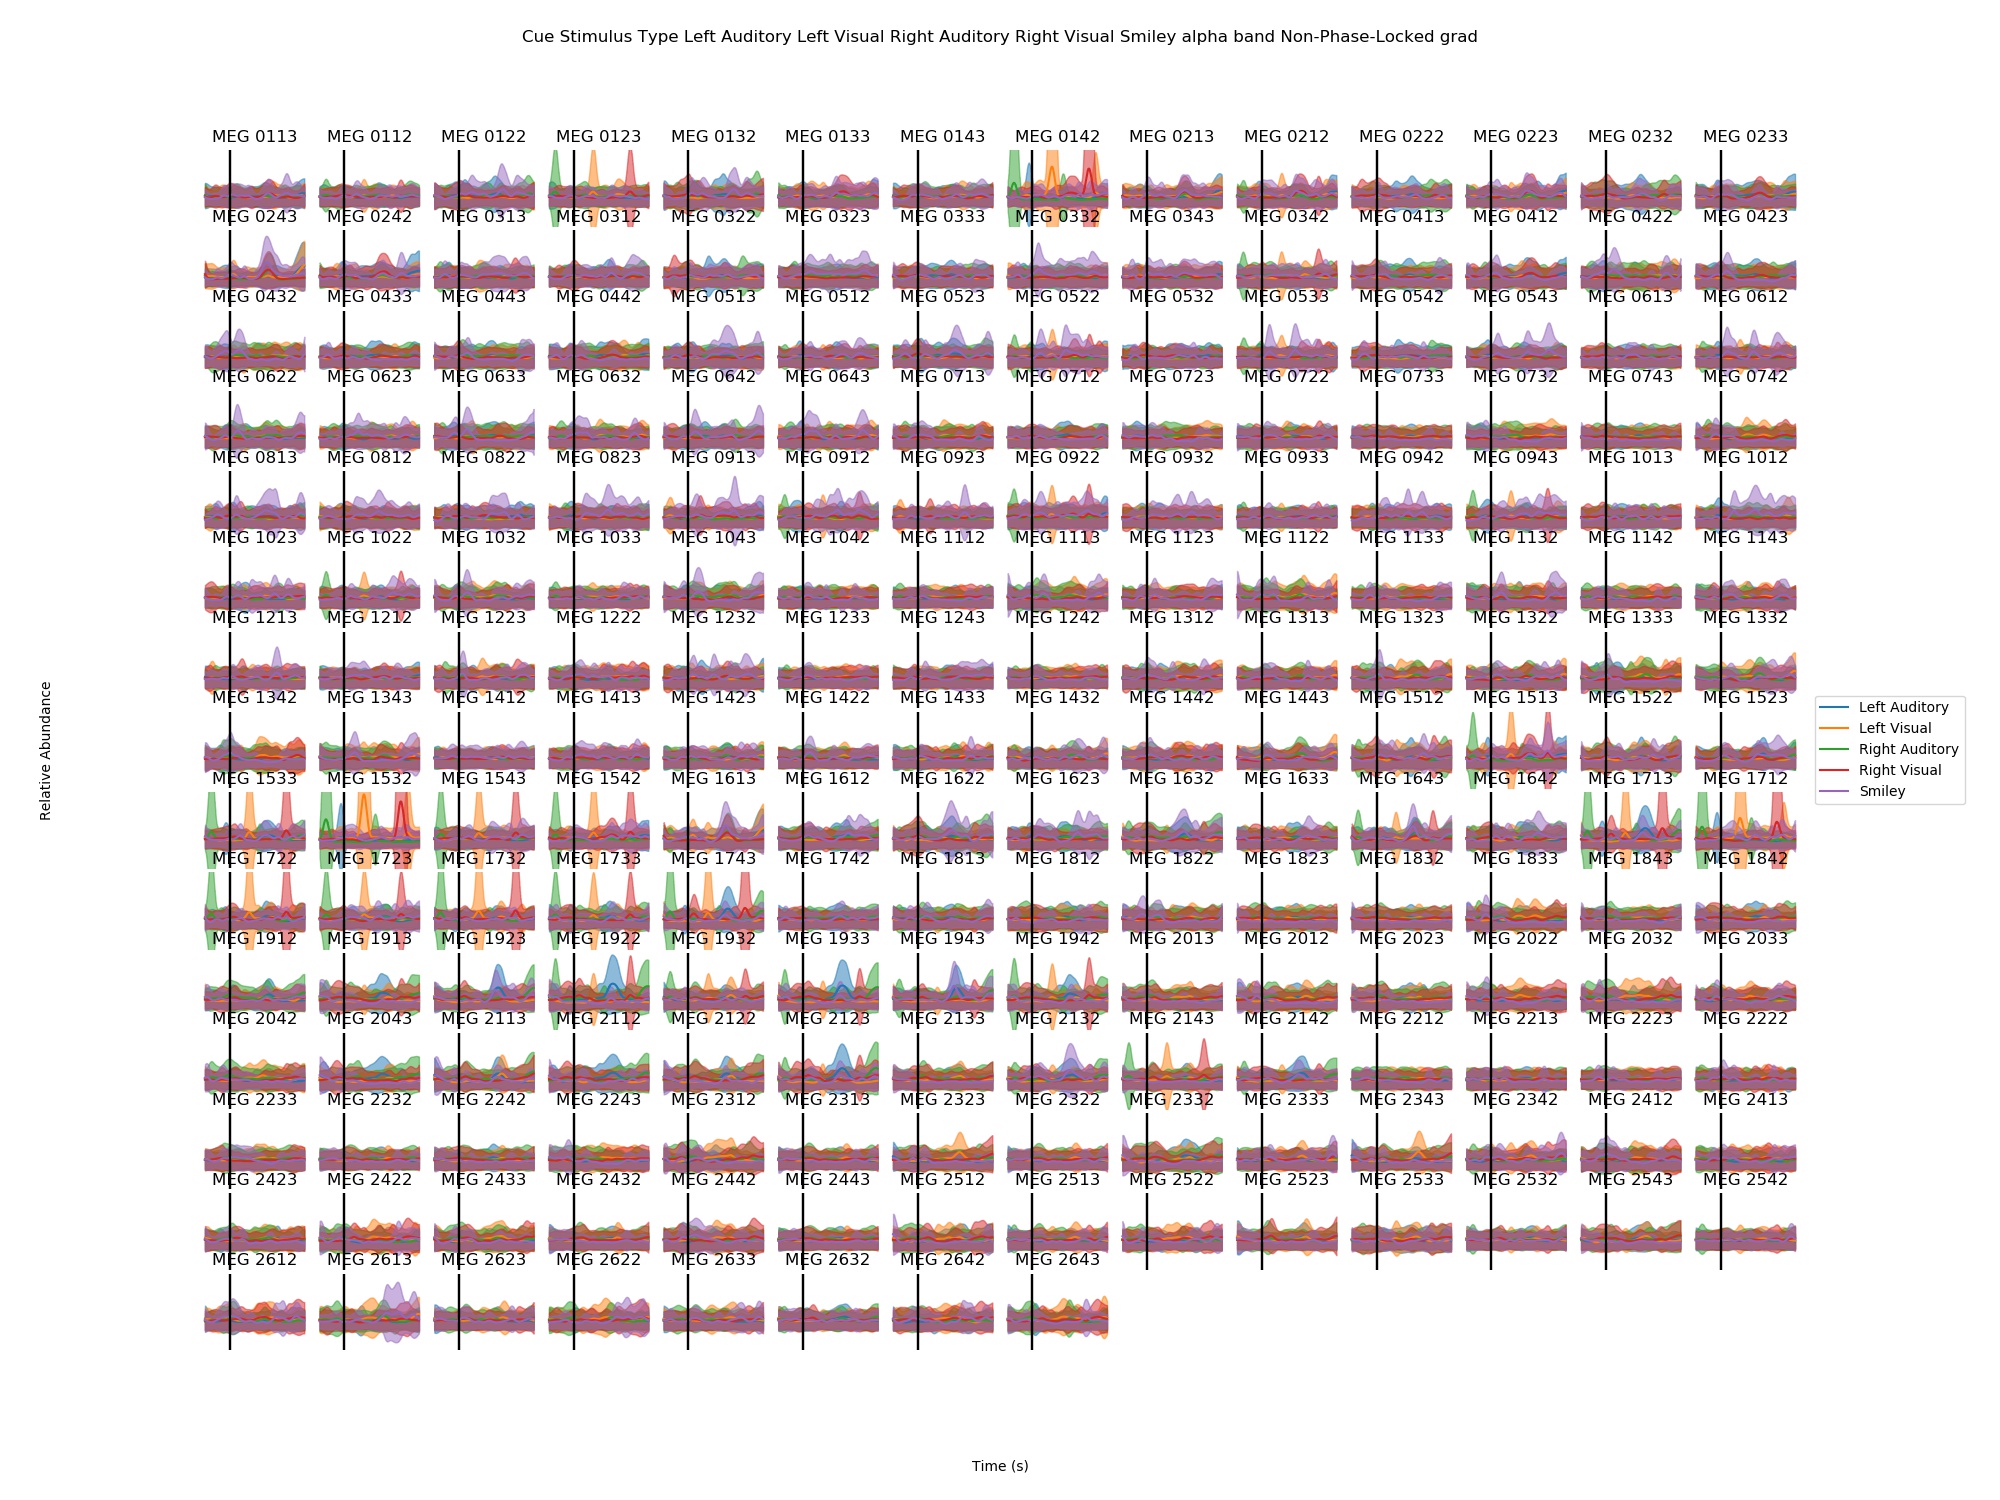 Cue Stimulus Type Left Auditory Left Visual Right Auditory Right Visual Smiley alpha band Non-Phase-Locked grad
MEG 0113 MEG 0112 MEG 0122 MEG 0123 MEG 0132 MEG 0133 MEG 0143 MEG 0142 MEG 0213 MEG 0212 MEG 0222 MEG 0223 MEG 0232 MEG 0233
MEG 0243 MEG 0242 MEG 0313 MEG 0312 MEG 0322 MEG 0323 MEG 0333 MEG 0332 MEG 0343 MEG 0342 MEG 0413 MEG 0412 MEG 0422 MEG 0423
MEG 0432 MEG 0433 MEG 0443 MEG 0442 MEG 0513 MEG 0512 MEG 0523 MEG 0522 MEG 0532 MEG 0533 MEG 0542 MEG 0543 MEG 0613 MEG 0612
MEG 0622 MEG 0623 MEG 0633 MEG 0632 MEG 0642 MEG 0643 MEG 0713 MEG 0712 MEG 0723 MEG 0722 MEG 0733 MEG 0732 MEG 0743 MEG 0742
MEG 0813 MEG 0812 MEG 0822 MEG 0823 MEG 0913 MEG 0912 MEG 0923 MEG 0922 MEG 0932 MEG 0933 MEG 0942 MEG 0943 MEG 1013 MEG 1012
MEG 1023 MEG 1022 MEG 1032 MEG 1033 MEG 1043 MEG 1042 MEG 1112 MEG 1113 MEG 1123 MEG 1122 MEG 1133 MEG 1132 MEG 1142 MEG 1143
MEG 1213 MEG 1212 MEG 1223 MEG 1222 MEG 1232 MEG 1233 MEG 1243 MEG 1242 MEG 1312 MEG 1313 MEG 1323 MEG 1322 MEG 1333 MEG 1332
MEG 1342 MEG 1343 MEG 1412 MEG 1413 MEG 1423 MEG 1422 MEG 1433 MEG 1432 MEG 1442 MEG 1443 MEG 1512 MEG 1513 MEG 1522 MEG 1523
MEG 1533 MEG 1532 MEG 1543 MEG 1542 MEG 1613 MEG 1612 MEG 1622 MEG 1623 MEG 1632 MEG 1633 MEG 1643 MEG 1642 MEG 1713 MEG 1712
MEG 1722 MEG 1723 MEG 1732 MEG 1733 MEG 1743 MEG 1742 MEG 1813 MEG 1812 MEG 1822 MEG 1823 MEG 1832 MEG 1833 MEG 1843 MEG 1842
MEG 1912 MEG 1913 MEG 1923 MEG 1922 MEG 1932 MEG 1933 MEG 1943 MEG 1942 MEG 2013 MEG 2012 MEG 2023 MEG 2022 MEG 2032 MEG 2033
MEG 2042 MEG 2043 MEG 2113 MEG 2112 MEG 2122 MEG 2123 MEG 2133 MEG 2132 MEG 2143 MEG 2142 MEG 2212 MEG 2213 MEG 2223 MEG 2222
MEG 2233 MEG 2232 MEG 2242 MEG 2243 MEG 2312 MEG 2313 MEG 2323 MEG 2322 MEG 2332 MEG 2333 MEG 2343 MEG 2342 MEG 2412 MEG 2413
MEG 2423 MEG 2422 MEG 2433 MEG 2432 MEG 2442 MEG 2443 MEG 2512 MEG 2513 MEG 2522 MEG 2523 MEG 2533 MEG 2532 MEG 2543 MEG 2542
MEG 2612 MEG 2613 MEG 2623 MEG 2622 MEG 2633 MEG 2632 MEG 2642 MEG 2643
Relative Abundance
Left Auditory
Left Visual
Right Auditory
Right Visual
Smiley
Time (s)